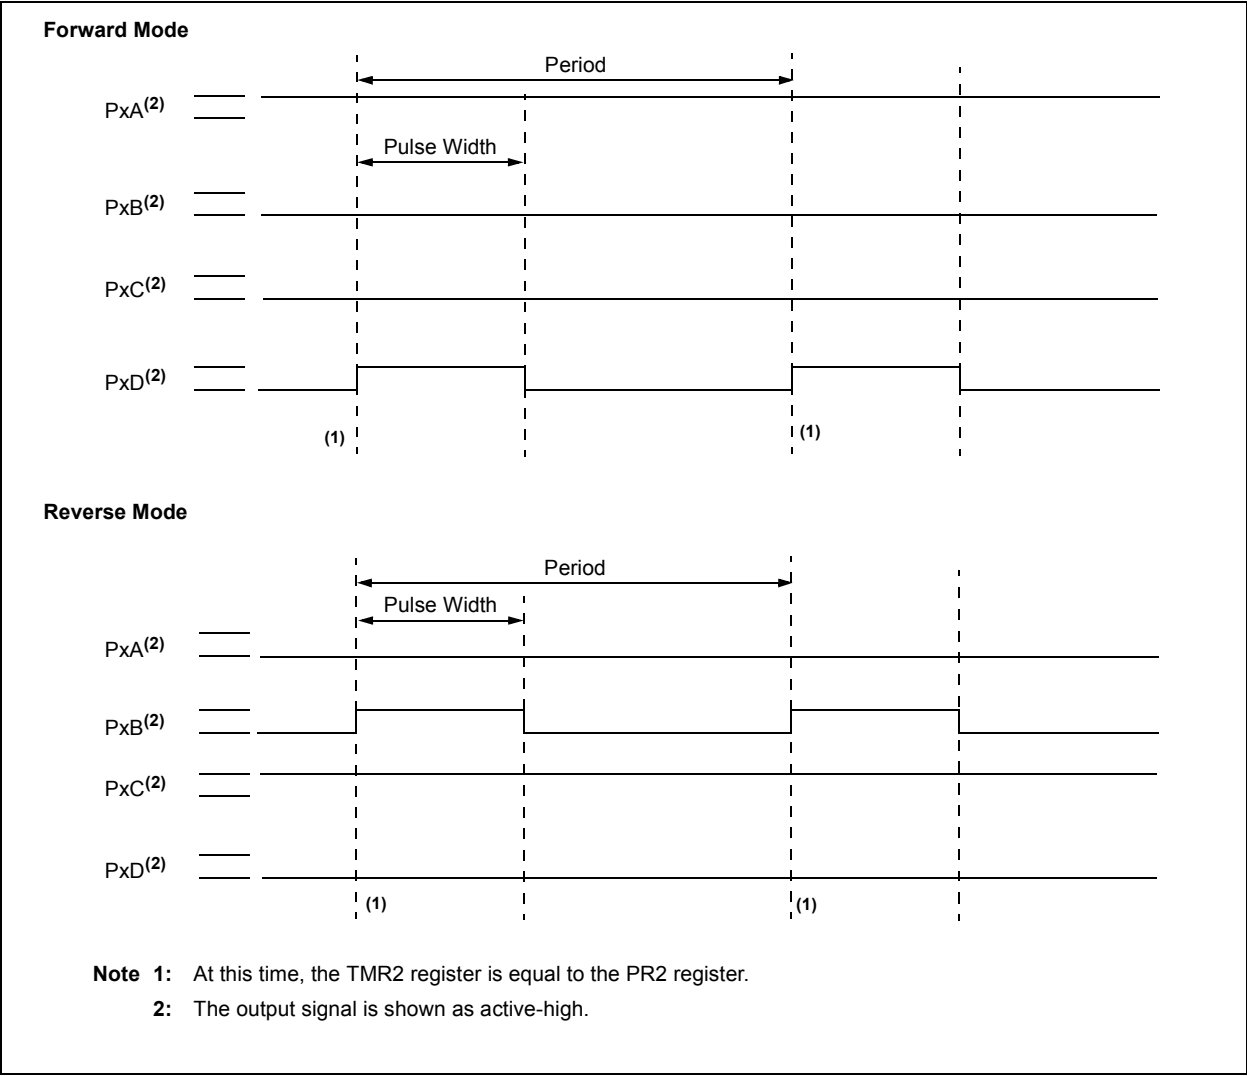 Forward Mode
Period
PxA(2)
Pulse Width
PxB(2)
PxC(2)
PxD(2)
(1) (1)
Reverse Mode
Period
Pulse Width
PxA(2)
PxB(2)
PxC(2)
PxD(2)
(1) (1)
Note 1: At this time, the TMR2 register is equal to the PR2 register.
2: The output signal is shown as active-high.